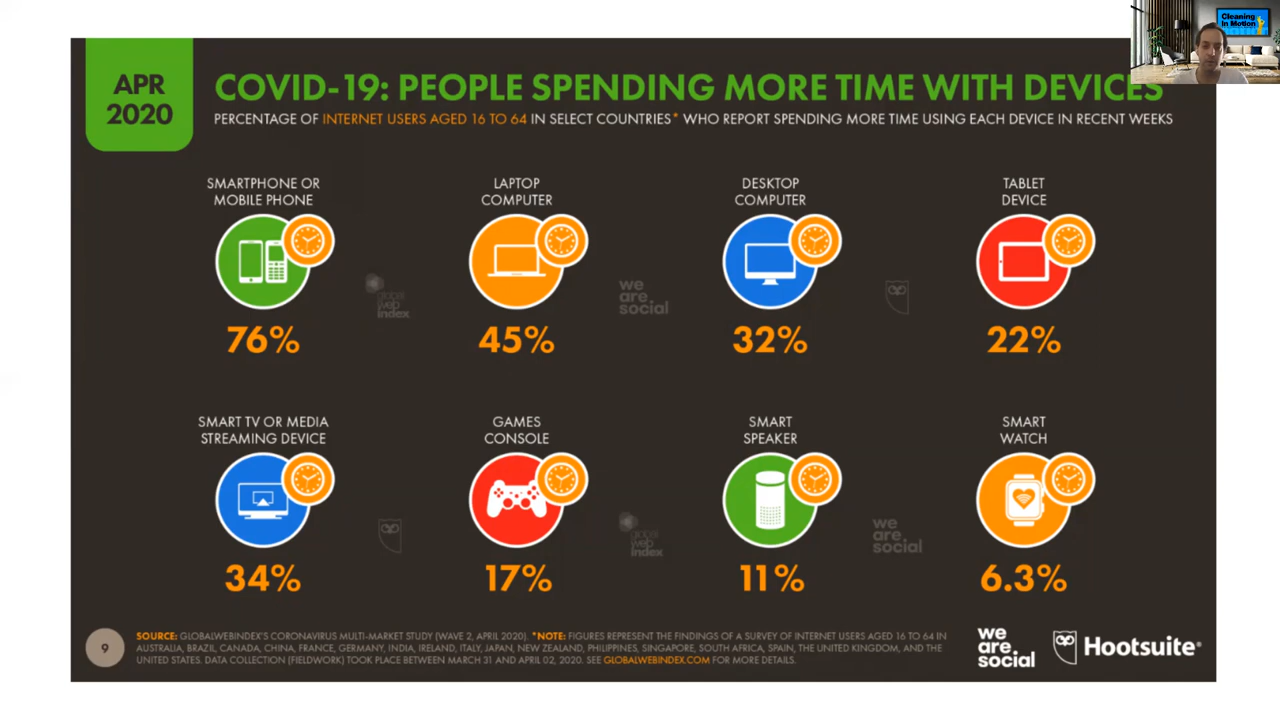 Cleaning
In Motion
APR
2020
COVID-19: PEOPLE SPENDING MORE TIME WITH DEVICES
PERCENTAGE OF INTERNET USERS AGED 16 TO 64 IN SELECT COUNTRIES* WHO REPORT SPENDING MORE TIME USING EACH DEVICE IN RECENT WEEKS
SMARTPHONE OR
MOBILE PHONE
76%
LAPTOP
COMPUTER
45%
DESKTOP
COMPUTER
32%
TABLET
DEVICE
22%
global
web
index
we
are
social
SMART TV OR MEDIA
STREAMING DEVICE
34%
GAMES
CONSOLE
17%
SMART
SPEAKER
11%
SMART
WATCH
6.3%
global
web
index
we
are
social
9
SOURCE: GLOBALWEBINDEX'S CORONAVIRUS MULTI-MARKET STUDY (WAVE 2, APRIL 2020). *NOTE: FIGURES REPRESENT THE FINDINGS OF A SURVEY OF INTERNET USERS AGED 16 TO 64 IN
AUSTRALIA, BRAZIL, CANADA, CHINA, FRANCE, GERMANY, INDIA, IRELAND, ITALY, JAPAN, NEW ZEALAND, PHILIPPINES, SINGAPORE, SOUTH AFRICA, SPAIN, THE UNITED KINGDOM, AND THE
UNITED STATES. DATA COLLECTION (FIELDWORK) TOOK PLACE BETWEEN MARCH 31 AND APRIL 02, 2020. SEE GLOBALWEBINDEX.COM FOR MORE DETAILS.
we
are
social
Hootsuite®